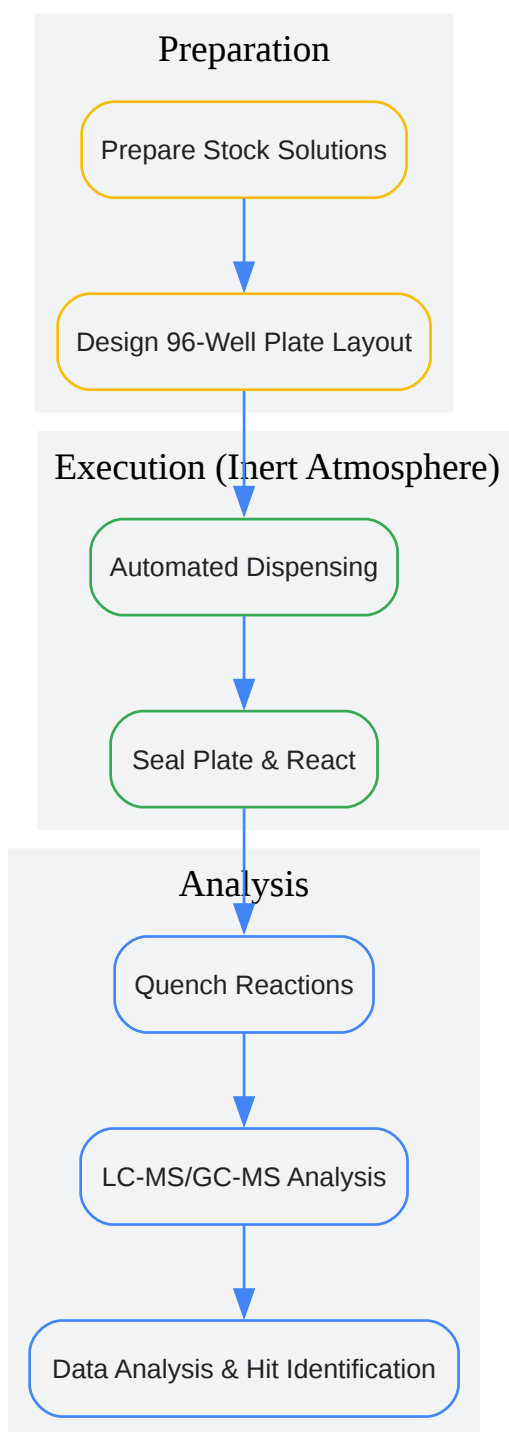 Preparation
Prepare Stock Solutions
Design 96-Well Plate Layout
Execution (Inert Atmosphere)
Automated Dispensing
Seal Plate & React
Analysis
Quench Reactions
LC-MS/GC-MS Analysis
Data Analysis & Hit Identification